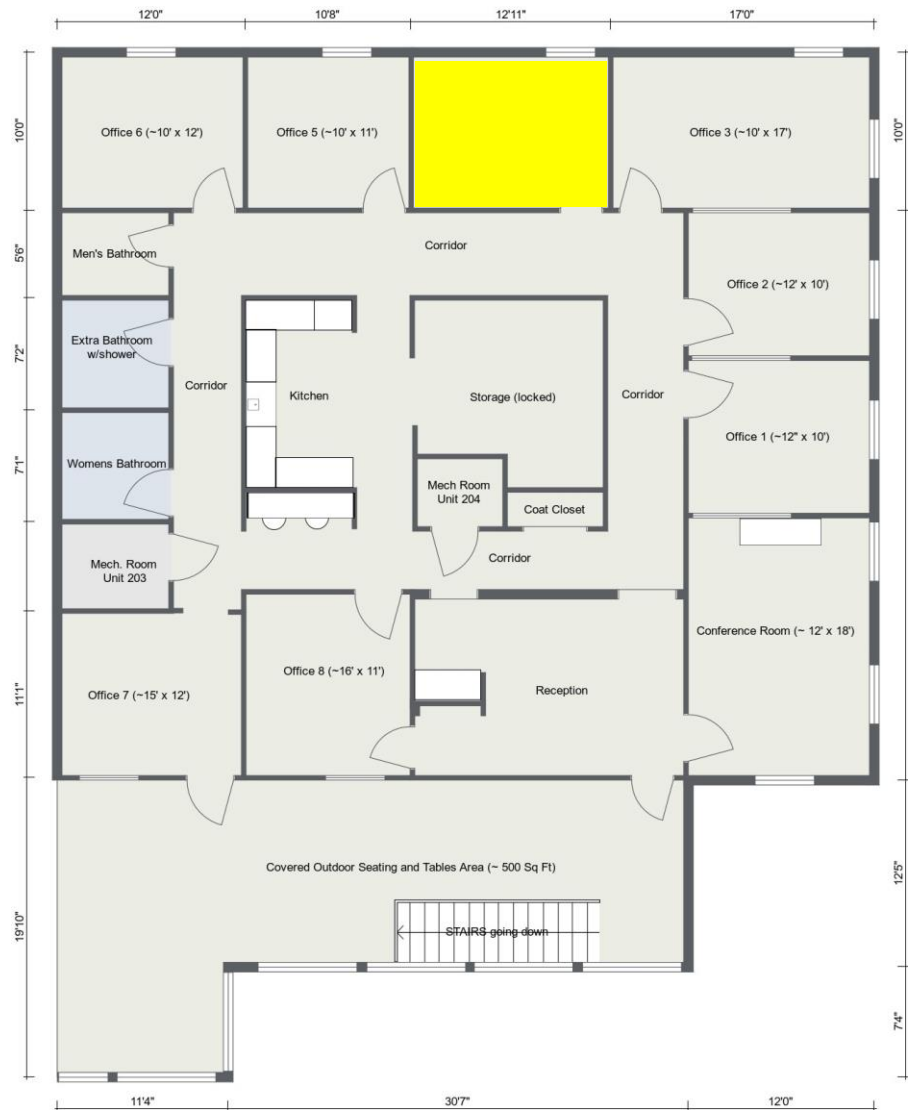 12'0"
10'8"
12'11"
17'0"
10'0"
10'0"
Office 6 (~10' x 12')
Office 5 (~10' x 11')
Office 3 (~10' x 17')
5'6"
Men's Bathroom
Corridor
Office 2 (~12' x 10')
7'2"
Extra Bathroom
w/shower
Corridor
Kitchen
Storage (locked)
Corridor
7'1"
Womens Bathroom
Office 1 (~12" x 10')
Mech Room
Unit 204
Coat Closet
Mech. Room
Unit 203
Corridor
Conference Room (~ 12' x 18')
11'1"
Office 7 (~15' x 12')
Office 8 (~16' x 11')
Reception
19'10"
Covered Outdoor Seating and Tables Area (~ 500 Sq Ft)
12'5"
STAIRS going down
7'4"
11'4"
30'7"
12'0"